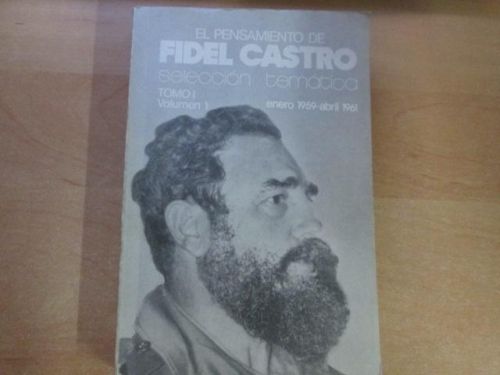 EL PENSAMIENTO DE
FIDEL CASTRO
selección temática
TOMO I
Volumen 1 enero 1959-abril 1961